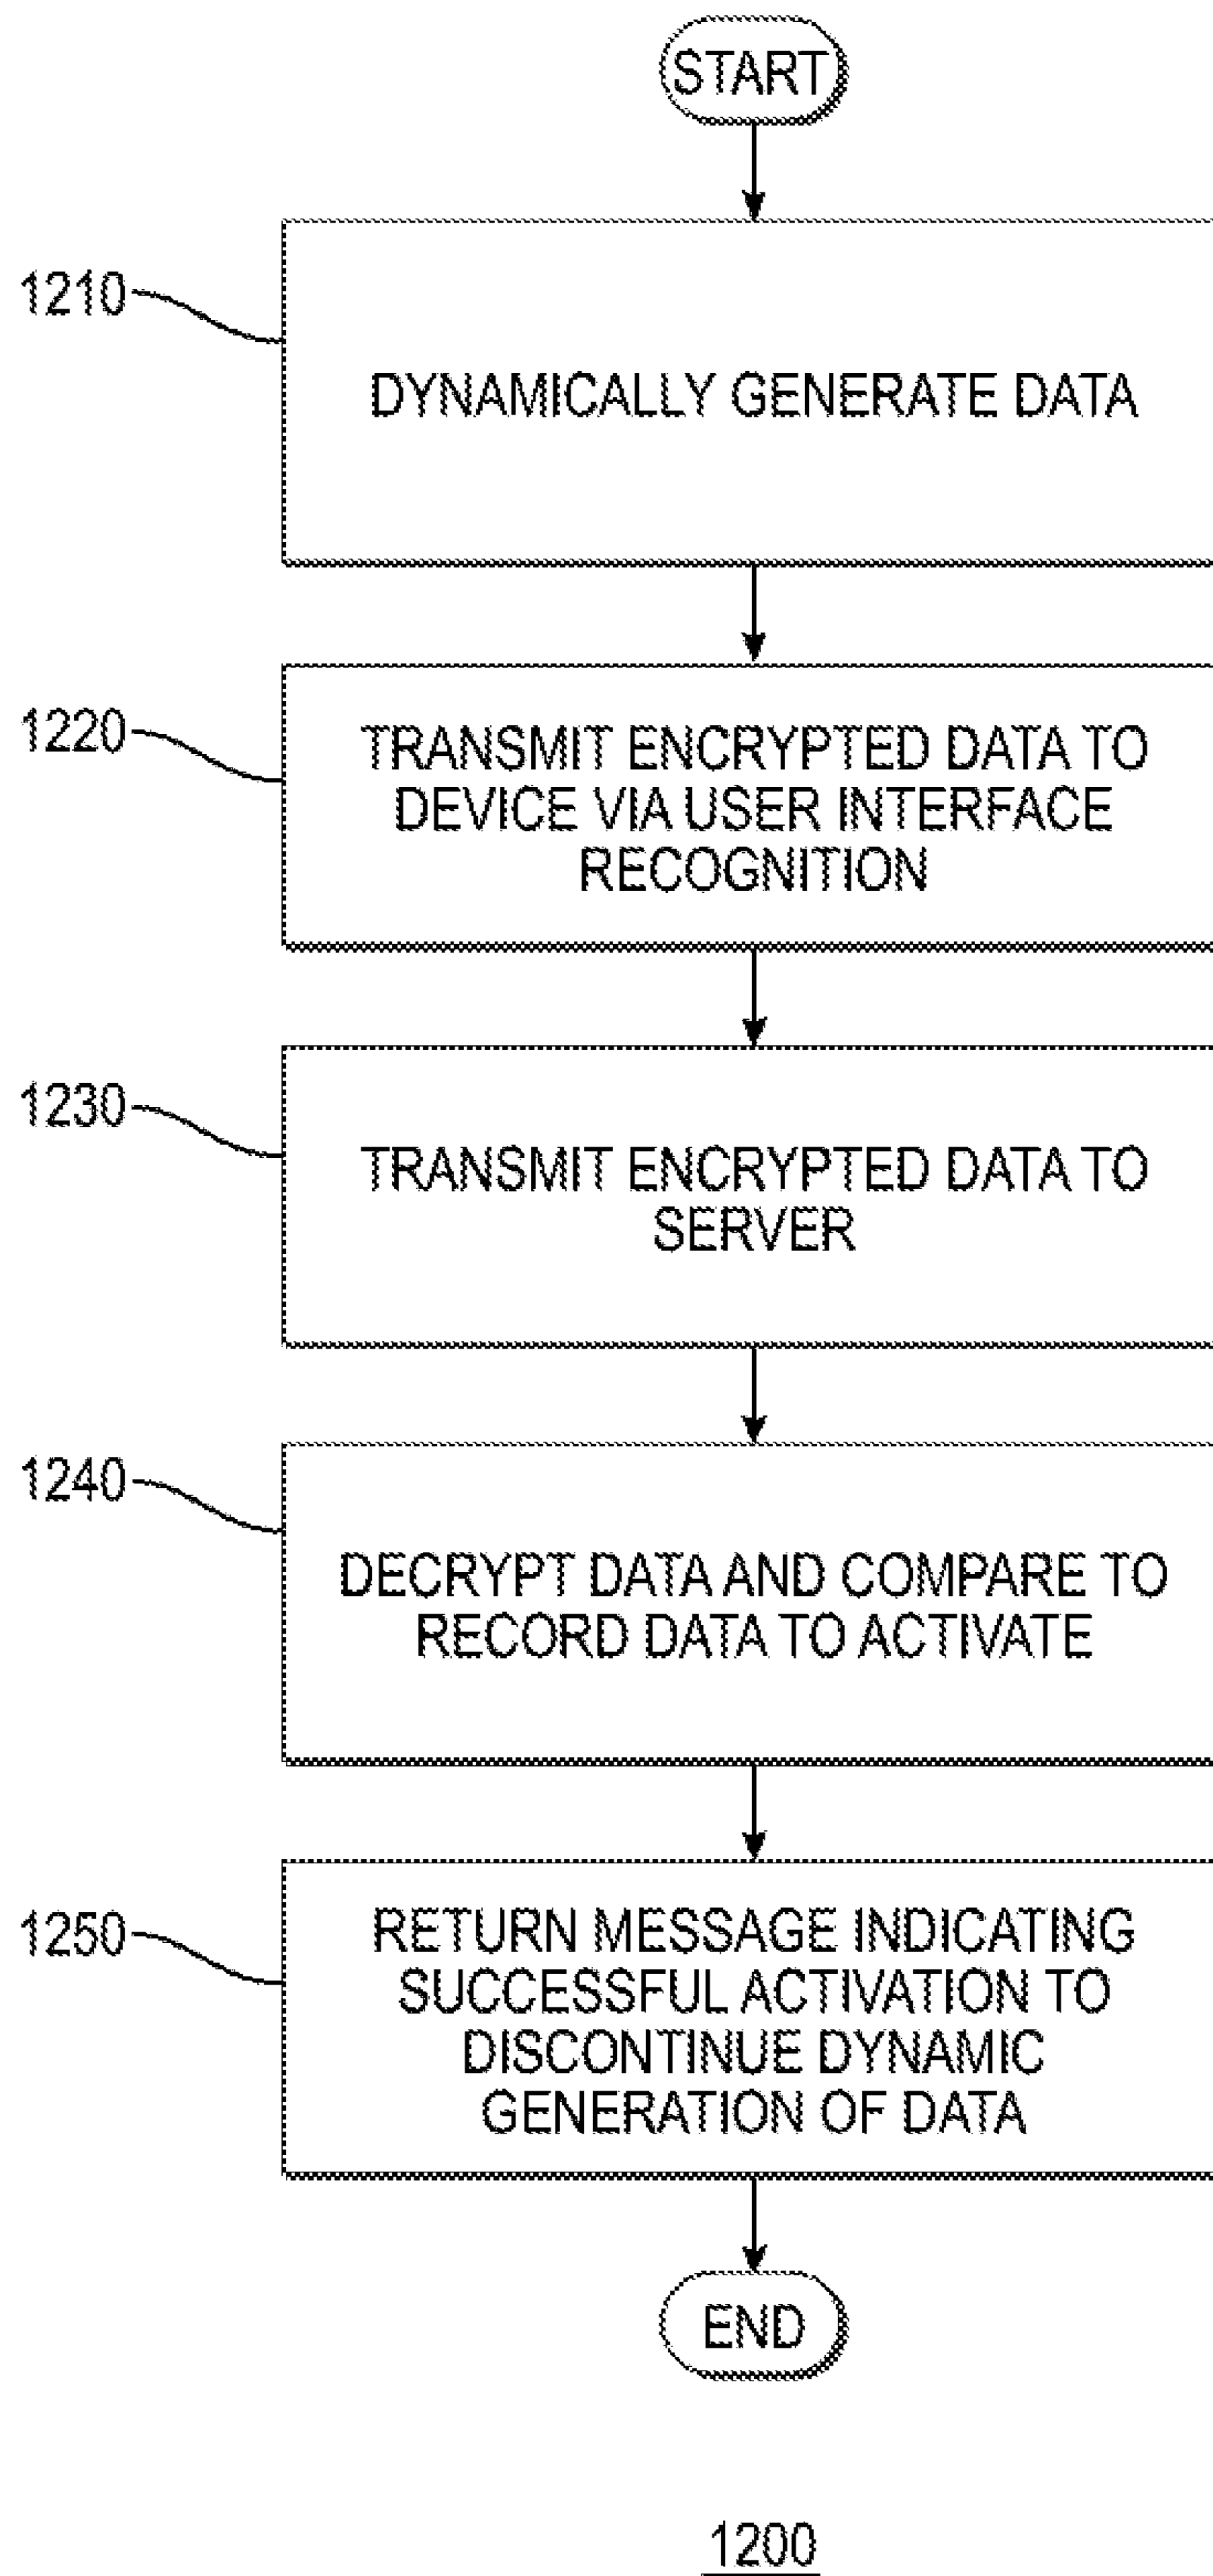 START
1210
DYNAMICALLY GENERATE DATA
1220
TRANSMIT ENCRYPTED DATA TO
DEVICE VIA USER INTERFACE
RECOGNITION
1230
TRANSMIT ENCRYPTED DATA TO
SERVER
1240
DECRYPT DATA AND COMPARE TO
RECORD DATA TO ACTIVATE
1250
RETURN MESSAGE INDICATING
SUCCESSFUL ACTIVATION TO
DISCONTINUE DYNAMIC
GENERATION OF DATA
END
1200